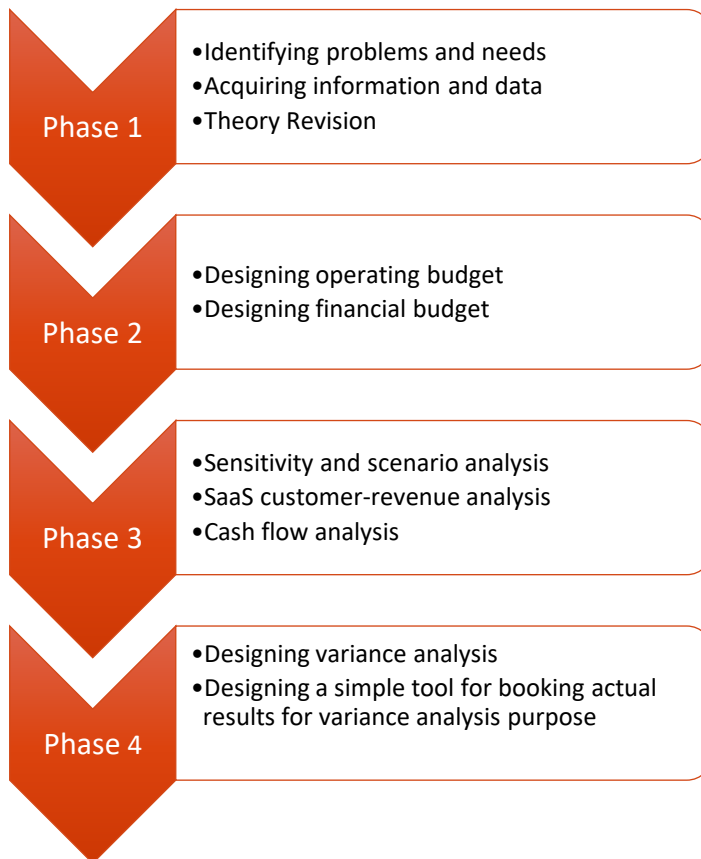 Phase 1
•Identifying problems and needs
•Acquiring information and data
•Theory Revision
Phase 2
•Designing operating budget
•Designing financial budget
Phase 3
•Sensitivity and scenario analysis
•SaaS customer-revenue analysis
•Cash flow analysis
Phase 4
•Designing variance analysis
•Designing a simple tool for booking actual
results for variance analysis purpose